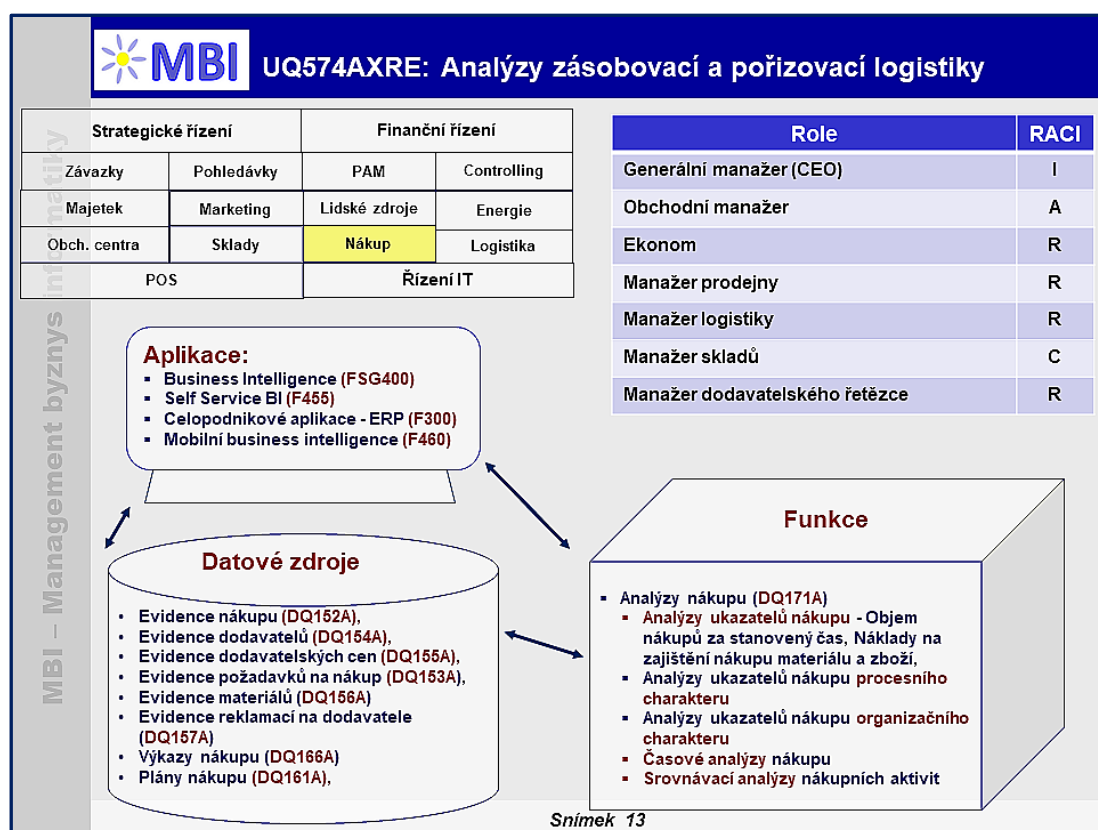 MBI
UQ574AXRE: Analýzy zásobovací a pořizovací logistiky
MBI – Management byznys informatiky
Strategické řízení Finanční řízení
Závazky Pohledávky PAM Controlling
Majetek Marketing Lidské zdroje Energie
Obch. centra Sklady Nákup Logistika
POS Řízení IT
Role RACI
Generální manažer (CEO) I
Obchodní manažer A
Ekonom R
Manažer prodejny R
Manažer logistiky R
Manažer skladů C
Manažer dodavatelského řetězce R
Aplikace:
▪ Business Intelligence (FSG400)
▪ Self Service BI (F455)
▪ Celopodnikové aplikace - ERP (F300)
▪ Mobilní business intelligence (F460)
Datové zdroje
• Evidence nákupu (DQ152A),
• Evidence dodavatelů (DQ154A),
• Evidence dodavatelských cen (DQ155A),
• Evidence požadavků na nákup (DQ153A),
• Evidence materiálů (DQ156A)
• Evidence reklamací na dodavatele
(DQ157A)
• Výkazy nákupu (DQ166A)
• Plány nákupu (DQ161A),
Funkce
▪ Analýzy nákupu (DQ171A)
▪ Analýzy ukazatelů nákupu - Objem
nákupů za stanovený čas, Náklady na
zajištění nákupu materiálu a zboží,
▪ Analýzy ukazatelů nákupu procesního
charakteru
▪ Analýzy ukazatelů nákupu organizačního
charakteru
▪ Časové analýzy nákupu
▪ Srovnávací analýzy nákupních aktivit
Snímek 13